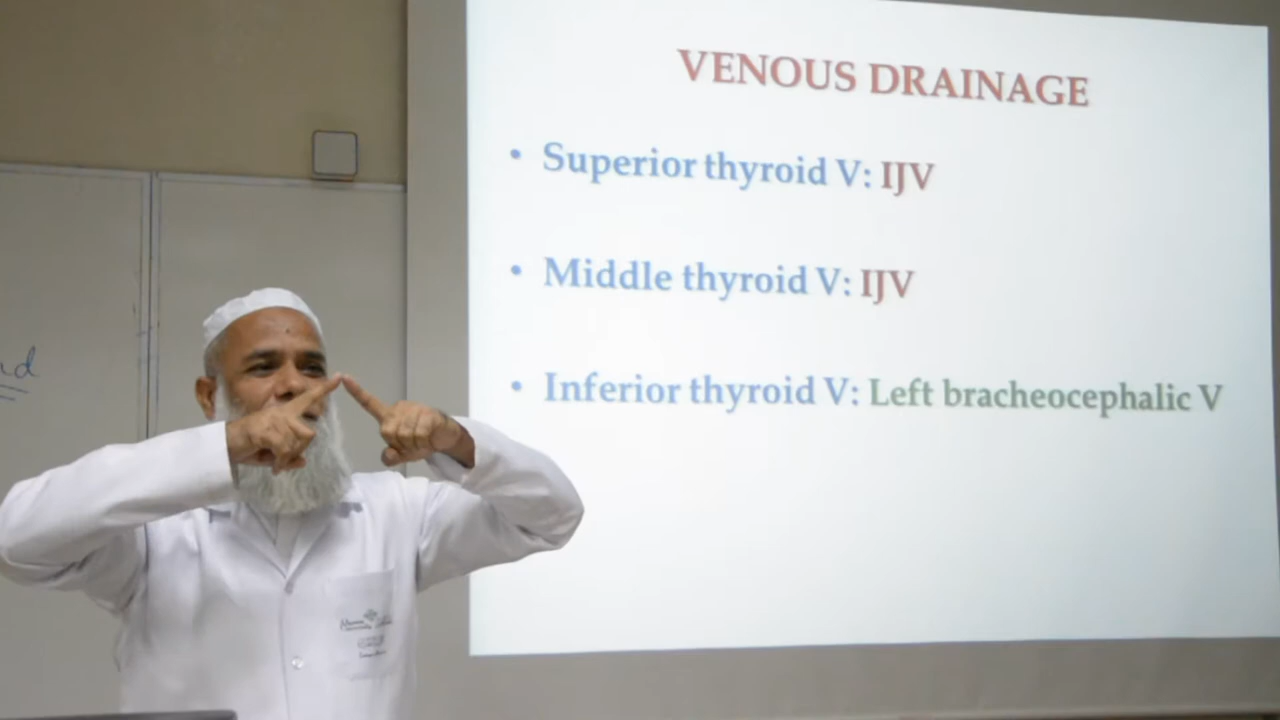 VENOUS DRAINAGE
• Superior thyroid V: IJV
• Middle thyroid V: IJV
• Inferior thyroid V: Left bracheocephalic V